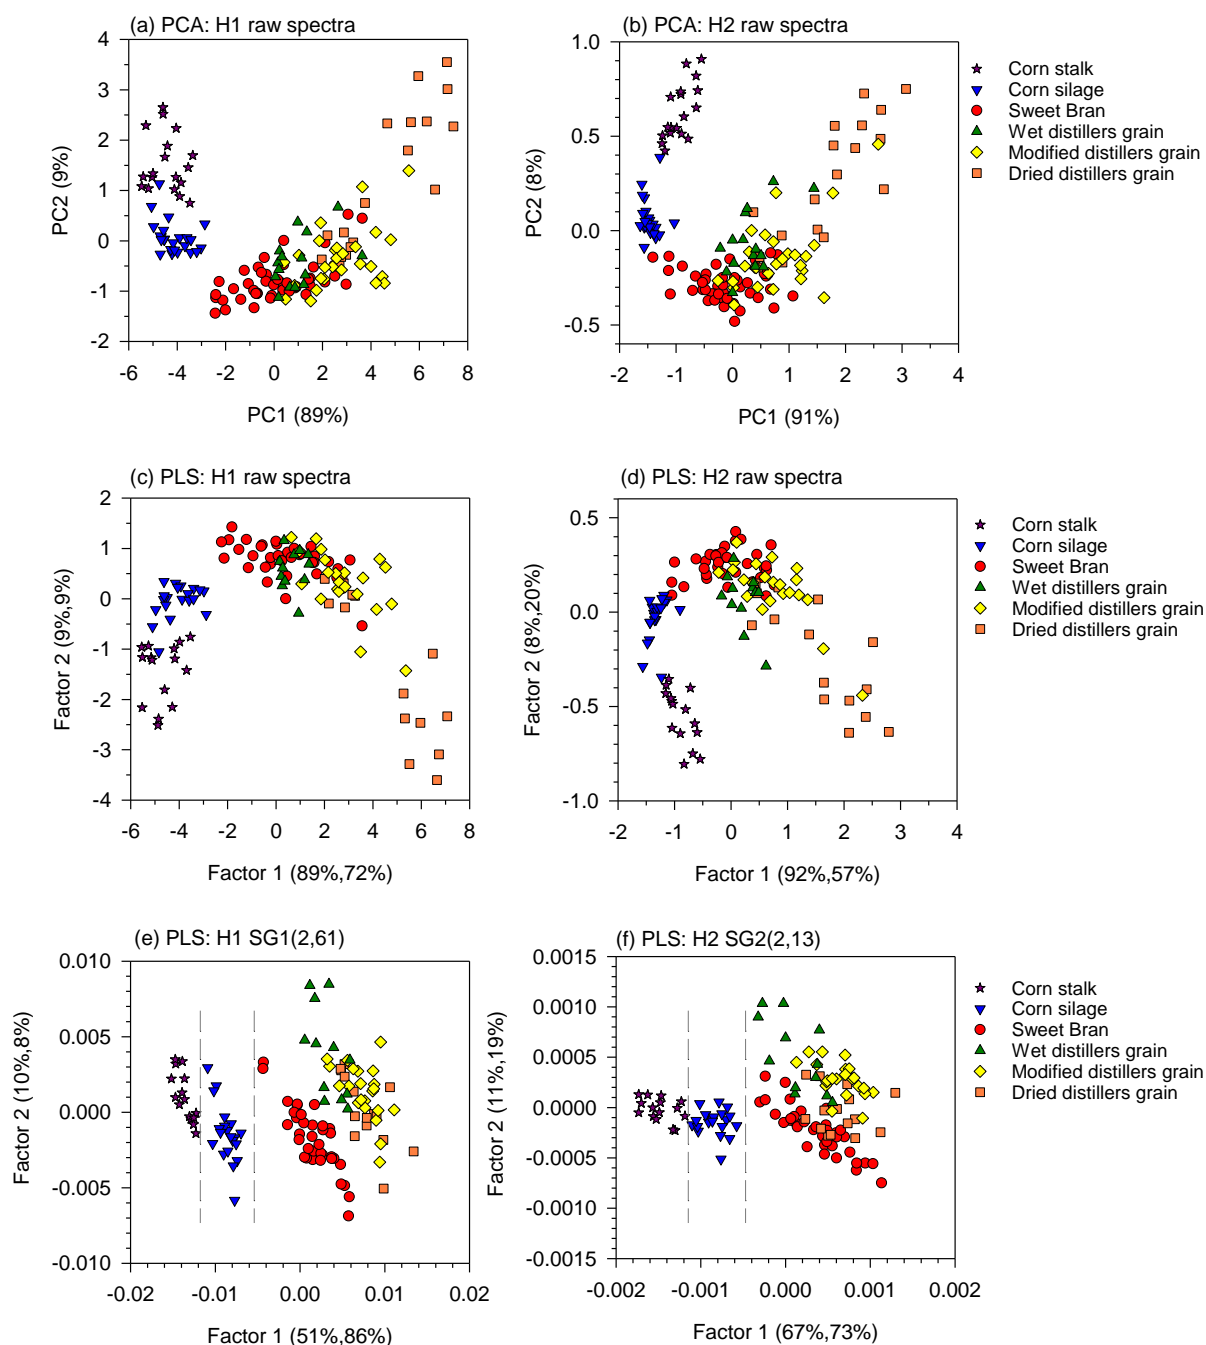 (a) PCA: H1 raw spectra
4
3
2
1
0
-1
-2
PC2 (9%)
-6
-4
-2
0
2
4
6
8
PC1 (89%)
(b) PCA: H2 raw spectra
1.0
0.5
0.0
-0.5
PC2 (8%)
-2
-1
0
1
2
3
4
PC1 (91%)
Corn stalk
Corn silage
Sweet Bran
Wet distillers grain
Modified distillers grain
Dried distillers grain
(c) PLS: H1 raw spectra
2
1
0
-1
-2
-3
-4
Factor 2 (9%,9%)
-6
-4
-2
0
2
4
6
8
Factor 1 (89%,72%)
(d) PLS: H2 raw spectra
0.5
0.0
-0.5
-1.0
Factor 2 (8%,20%)
-2
-1
0
1
2
3
4
Factor 1 (92%,57%)
Corn stalk
Corn silage
Sweet Bran
Wet distillers grain
Modified distillers grain
Dried distillers grain
(e) PLS: H1 SG1(2,61)
0.010
0.005
0.000
-0.005
-0.010
Factor 2 (10%,8%)
-0.02
-0.01
0.00
0.01
0.02
Factor 1 (51%,86%)
(f) PLS: H2 SG2(2,13)
0.0015
0.0010
0.0005
0.0000
-0.0005
-0.0010
-0.0015
Factor 2 (11%,19%)
-0.002
-0.001
0.000
0.001
0.002
Factor 1 (67%,73%)
Corn stalk
Corn silage
Sweet Bran
Wet distillers grain
Modified distillers grain
Dried distillers grain